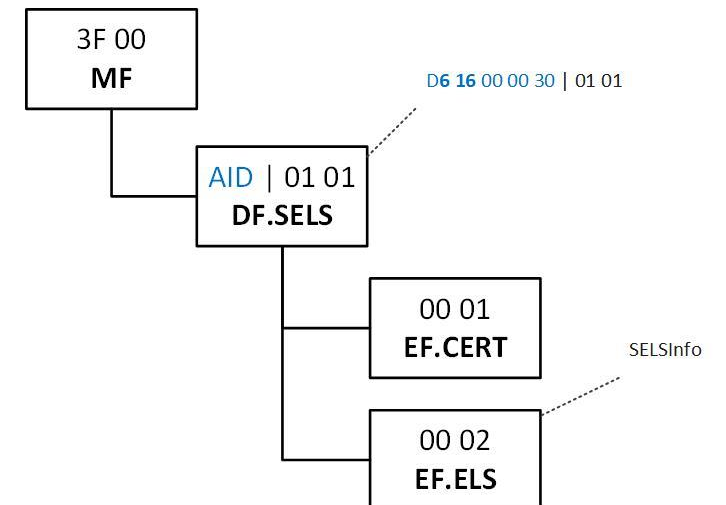 3F 00
MF
D6 16 00 00 30 | 01 01
AID | 01 01
DF.SELS
00 01
EF.CERT
SELSInfo
00 02
EF.ELS